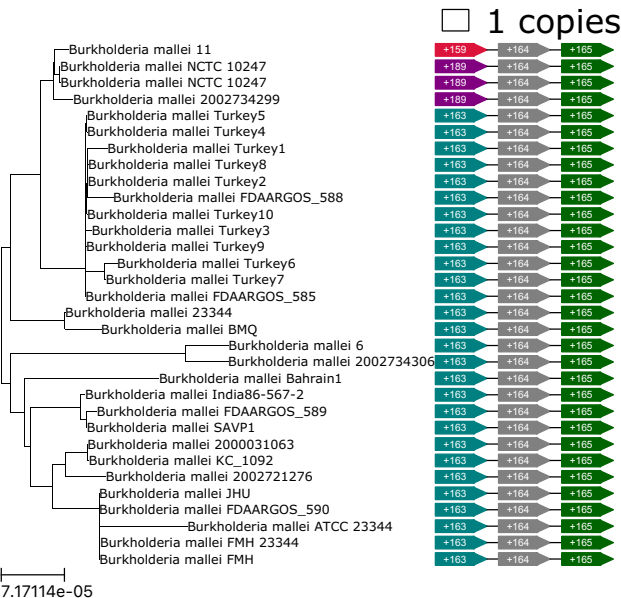 1 copies
Burkholderia mallei 11 +159 +164 +165
Burkholderia mallei NCTC 10247 +189 +164 +165
Burkholderia mallei NCTC 10247 +189 +164 +165
Burkholderia mallei 2002734299 +189 +164 +165
Burkholderia mallei Turkey5 +163 +164 +165
Burkholderia mallei Turkey4 +163 +164 +165
Burkholderia mallei Turkey1 +163 +164 +165
Burkholderia mallei Turkey8 +163 +164 +165
Burkholderia mallei Turkey2 +163 +164 +165
Burkholderia mallei FDAARGOS_588 +163 +164 +165
Burkholderia mallei Turkey10 +163 +164 +165
Burkholderia mallei Turkey3 +163 +164 +165
Burkholderia mallei Turkey9 +163 +164 +165
Burkholderia mallei Turkey6 +163 +164 +165
Burkholderia mallei Turkey7 +163 +164 +165
Burkholderia mallei FDAARGOS_585 +163 +164 +165
Burkholderia mallei 23344 +163 +164 +165
Burkholderia mallei BMQ +163 +164 +165
Burkholderia mallei 6 +163 +164 +165
Burkholderia mallei 2002734306 +163 +164 +165
Burkholderia mallei Bahrain1 +163 +164 +165
Burkholderia mallei India86-567-2 +163 +164 +165
Burkholderia mallei FDAARGOS_589 +163 +164 +165
Burkholderia mallei SAVP1 +163 +164 +165
Burkholderia mallei 2000031063 +163 +164 +165
Burkholderia mallei KC_1092 +163 +164 +165
Burkholderia mallei 2002721276 +163 +164 +165
Burkholderia mallei JHU +163 +164 +165
Burkholderia mallei FDAARGOS_590 +163 +164 +165
Burkholderia mallei ATCC 23344 +163 +164 +165
Burkholderia mallei FMH 23344 +163 +164 +165
Burkholderia mallei FMH +163 +164 +165
7.17114e-05